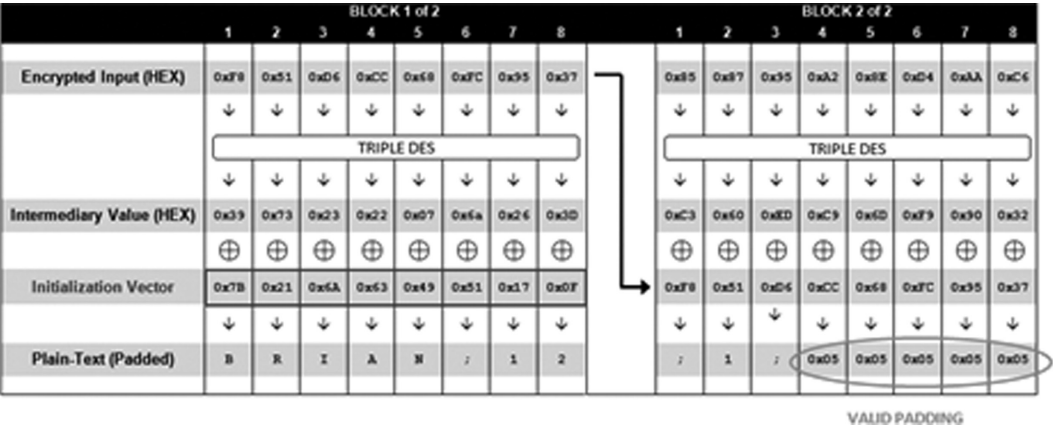 BLOCK 1 of 2 BLOCK 2 of 2
1 2 3 4 5 6 7 8 1 2 3 4 5 6 7 8
Encrypted Input (HEX) 0xF8 0x51 0xD6 0xCC 0x68 0xFC 0x95 0x37 0x85 0x87 0x95 0xA2 0x8E 0xD4 0xAA 0xC6
TRIPLE DES TRIPLE DES
Intermediary Value (HEX) 0x39 0x73 0x23 0x22 0x07 0x6a 0x26 0x3D 0xC3 0x60 0xED 0xC9 0x6D 0xF9 0x90 0x32
Initialization Vector 0x7B 0x21 0x6A 0x63 0x49 0x51 0x17 0x0F 0xF8 0x51 0xD6 0xCC 0x68 0xFC 0x95 0x37
Plain-Text (Padded) B R I A N ; 1 2 ; 1 ; 0x05 0x05 0x05 0x05 0x05
VALID PADDING